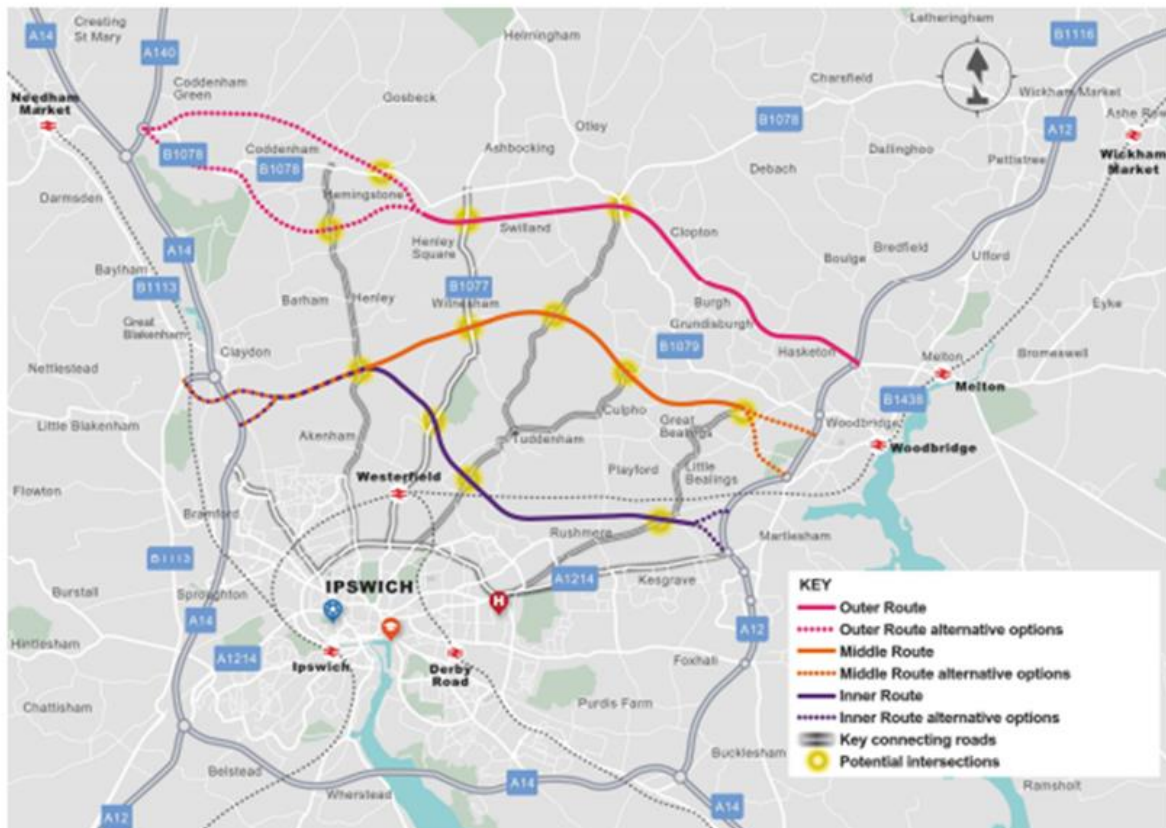 Creeting
St Mary
A14
A140
Helmingham
Letheringham
B1116
Coddenham
Green
Gosbeck
Charsfield
Wickham Market
Needham
Market
Otley
B1078
A12
Wickham
Market
B1078
Coddenham
B1078
Ashbocking
Debach
Dallinghoo
Pettistree
Darmsden
Hemingstone
Henley
Square
Swilland
Clopton
Bredfield
Boulge
Ufford
A14
Baylham
B1113
Barham
Henley
B1077
Witnesham
Burgh
Grundisburgh
Eyke
Great
Blakenham
Claydon
B1079
Hasketon
Melton
Bromeswell
Melton
Nettlestead
B1438
Little Blakenham
Akenham
Tuddenham
Culpho
Great
Bealings
Woodbridge
Woodbridge
Westerfield
Playford
Little
Bealings
Flowton
Bramford
Rushmere
Martlesham
B1113
IPSWICH
H
A1214
Kesgrave
Burstall
Sproughton
A14
A12
Hintlesham
A1214
Ipswich
Derby
Road
Foxhall
Chattisham
Purdis Farm
Bucklesham
Belstead
Wherstead
A14
A14
A12
Ramsholt
KEY
Outer Route
Outer Route alternative options
Middle Route
Middle Route alternative options
Inner Route
Inner Route alternative options
Key connecting roads
Potential intersections